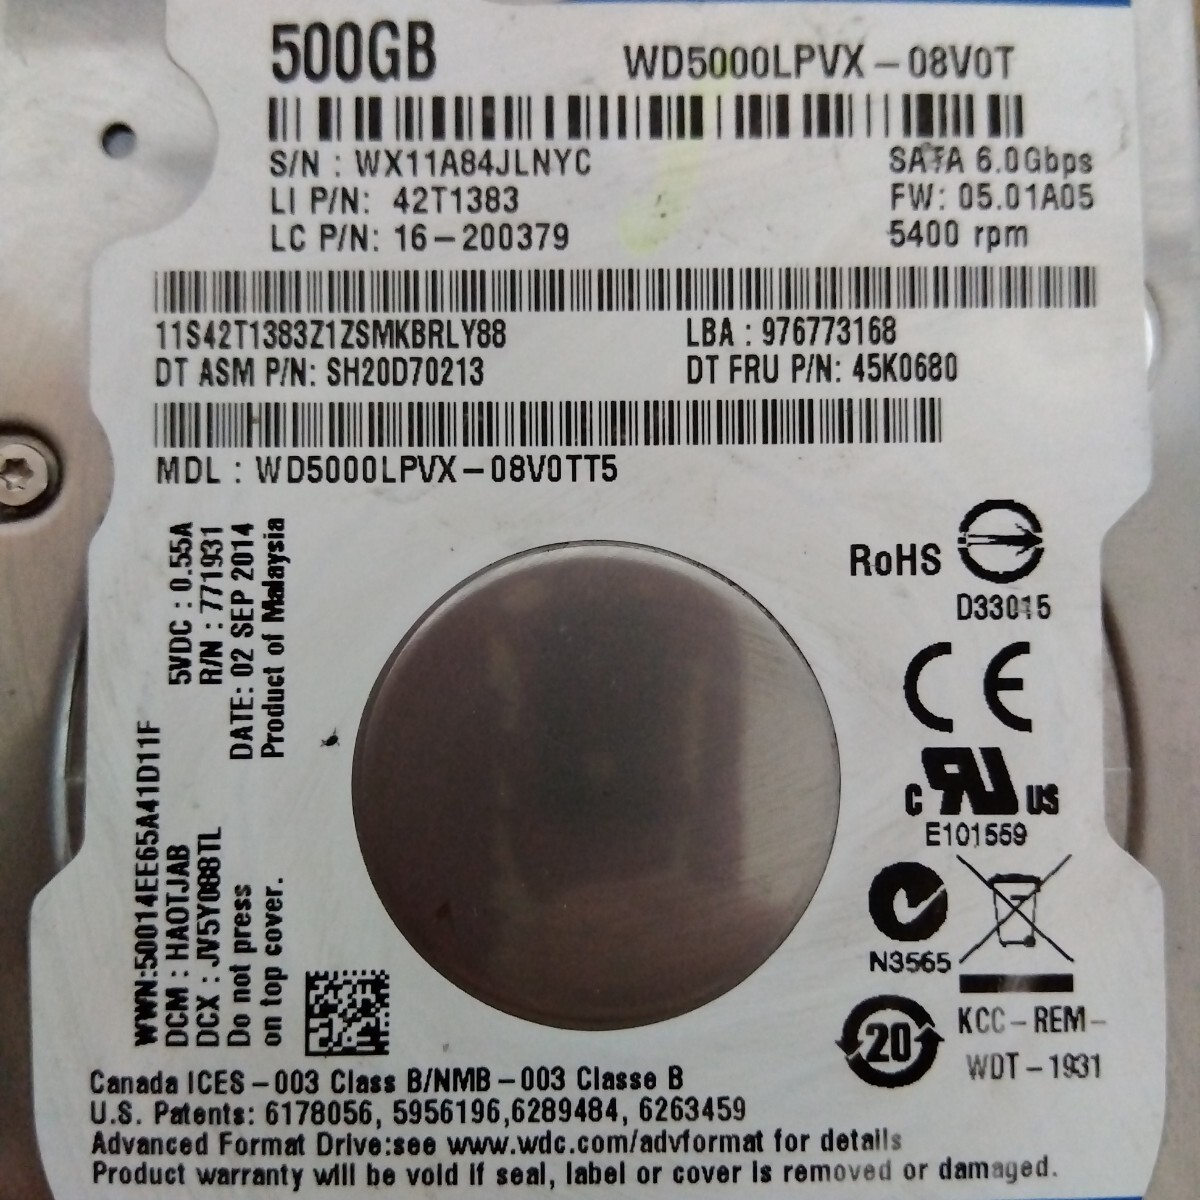 500GB
WD5000LPVX-08V0T
S/N : WX11A84JLNYC
LI P/N: 42T1383
LC P/N: 16-200379
SATA 6.0Gbps
FW: 05.01A05
5400 rpm
11S42T1383Z1ZSMKBRLY88
LBA : 976773168
DT ASM P/N: SH20D70213
DT FRU P/N: 45K0680
MDL : WD5000LPVX-08V0TT5
5VDC : 0.55A
R/N : 771931
DATE: 02 SEP 2014
Product of Malaysia
WWN:50014EE65A41D11F
DCM : HAOTJAB
DCX : JV5Y08BTL
Do not press
on top cover.
RoHS
D33015
CE
C RU US
E101559
N3565
20
KCC-REM-
WDT-1931
Canada ICES-003 Class B/NMB-003 Classe B
U.S. Patents: 6178056, 5956196,6289484, 6263459
Advanced Format Drive:see www.wdc.com/advformat for details
Product warranty will be void if seal, label or cover is removed or damaged.